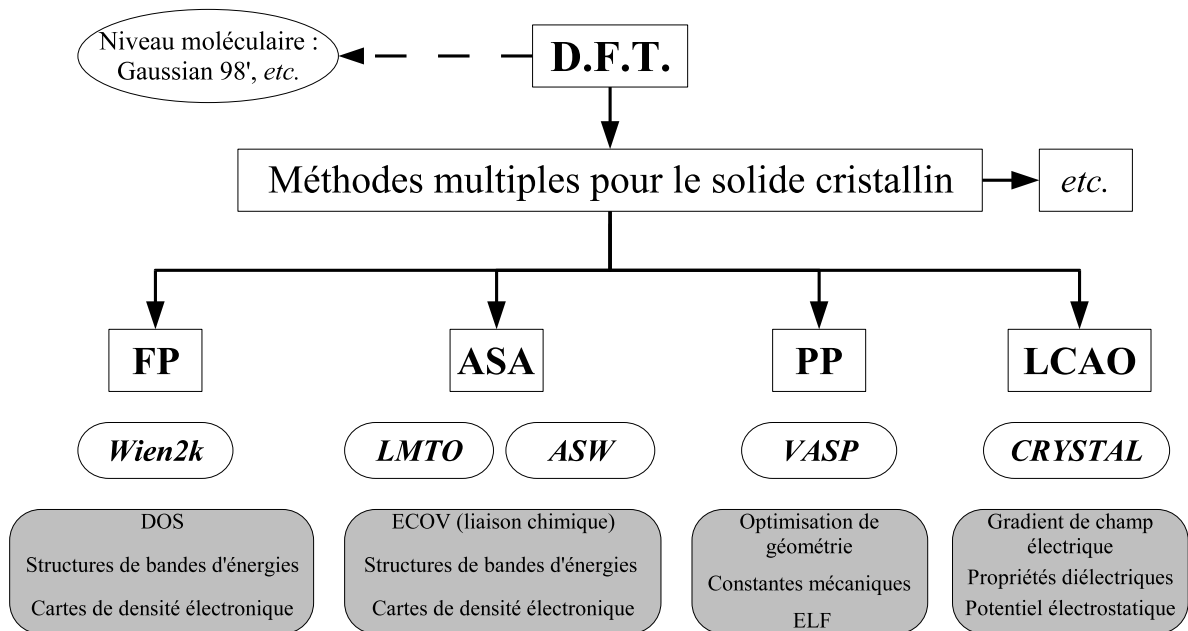 Niveau moléculaire :
Gaussian 98', etc.
D.F.T.
Méthodes multiples pour le solide cristallin
etc.
FP
ASA
PP
LCAO
Wien2k
LMTO
ASW
VASP
CRYSTAL
DOS
Structures de bandes d'énergies
Cartes de densité électronique
ECOV (liaison chimique)
Structures de bandes d'énergies
Cartes de densité électronique
Optimisation de
géométrie
Constantes mécaniques
ELF
Gradient de champ
électrique
Propriétés diélectriques
Potentiel électrostatique